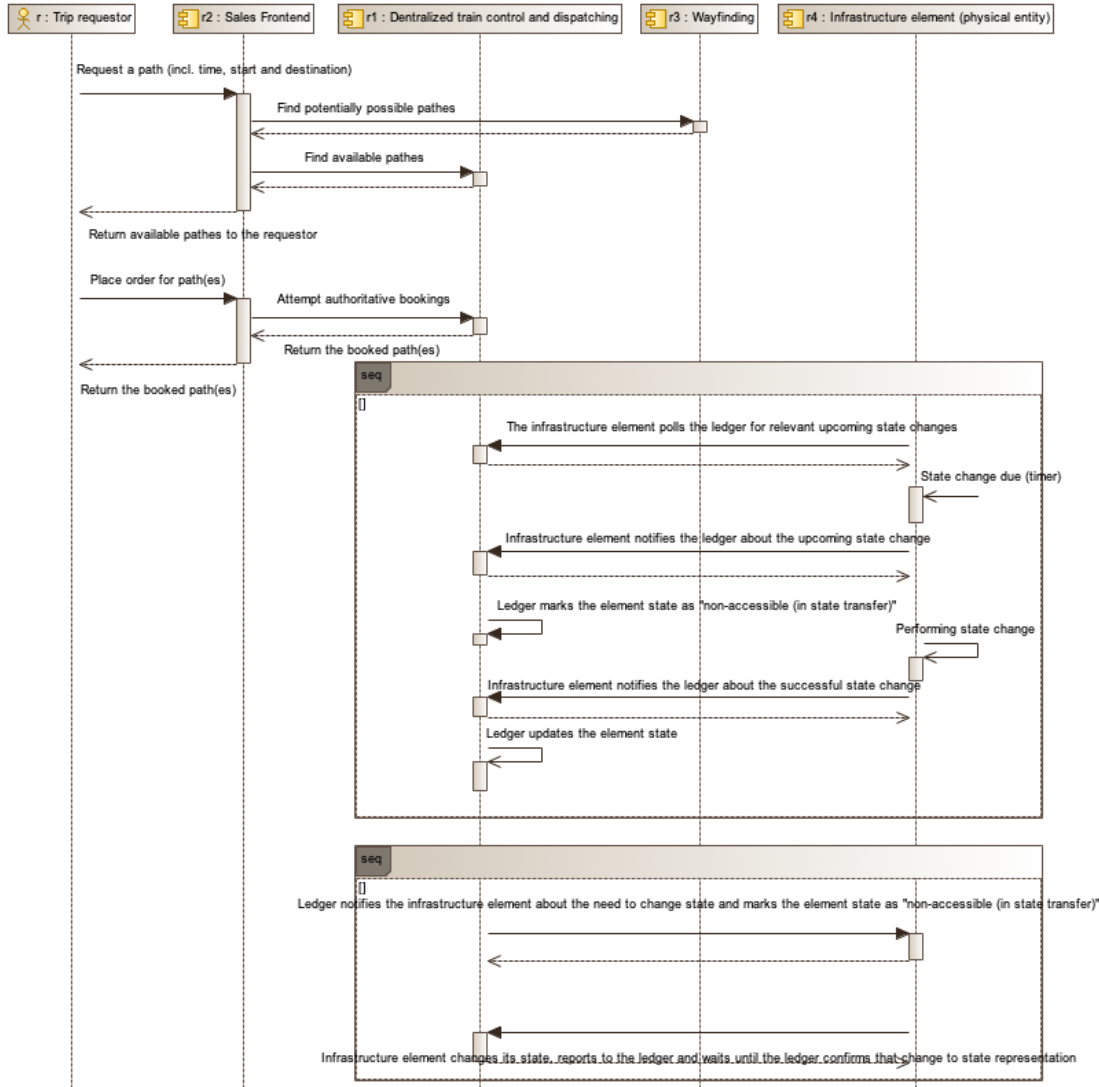 r : Trip requestor
r2 : Sales Frontend
r1 : Dentralized train control and dispatching
r3 : Wayfinding
r4 : Infrastructure element (physical entity)
Request a path (incl. time, start and destination)
Find potentially possible pathes
Find available pathes
Return available pathes to the requestor
Place order for path(es)
Attempt authoritative bookings
Return the booked path(es)
Return the booked path(es)
seq
[]
The infrastructure element polls the ledger for relevant upcoming state changes
State change due (timer)
Infrastructure element notifies the ledger about the upcoming state change
Ledger marks the element state as "non-accessible (in state transfer)"
Performing state change
Infrastructure element notifies the ledger about the successful state change
Ledger updates the element state
seq
[]
Ledger notifies the infrastructure element about the need to change state and marks the element state as "non-accessible (in state transfer)"
Infrastructure element changes its state, reports to the ledger and waits until the ledger confirms that change to state representation